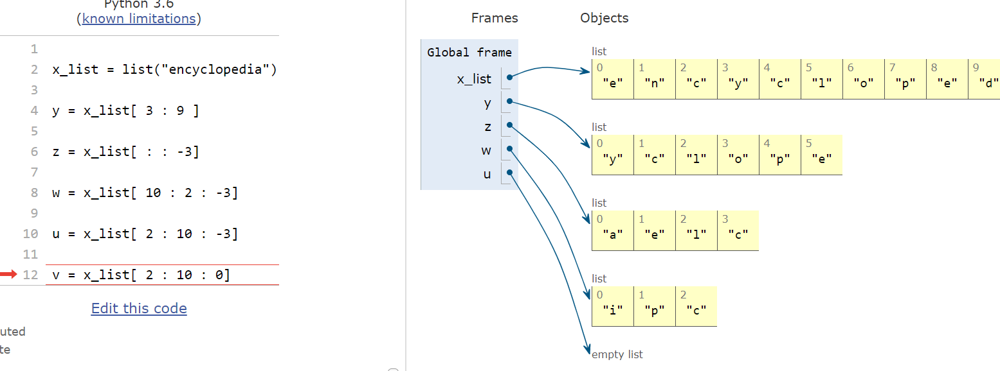 Python 3.6
(known limitations)
1
2 x_list = list("encyclopedia")
3
4 y = x_list[ 3 : 9 ]
5
6 z = x_list[ : : -3]
7
8 w = x_list[ 10 : 2 : -3]
9
10 u = x_list[ 2 : 10 : -3]
11
12 v = x_list[ 2 : 10 : 0]
Edit this code
uted
te
Frames Objects
Global frame
x_list
y
z
w
u
list
0 1 2 3 4 5 6 7 8 9
"e" "n" "c" "y" "c" "l" "o" "p" "e" "d"
list
0 1 2 3 4 5
"y" "c" "l" "o" "p" "e"
list
0 1 2 3
"a" "e" "l" "c"
list
0 1 2
"i" "p" "c"
empty list